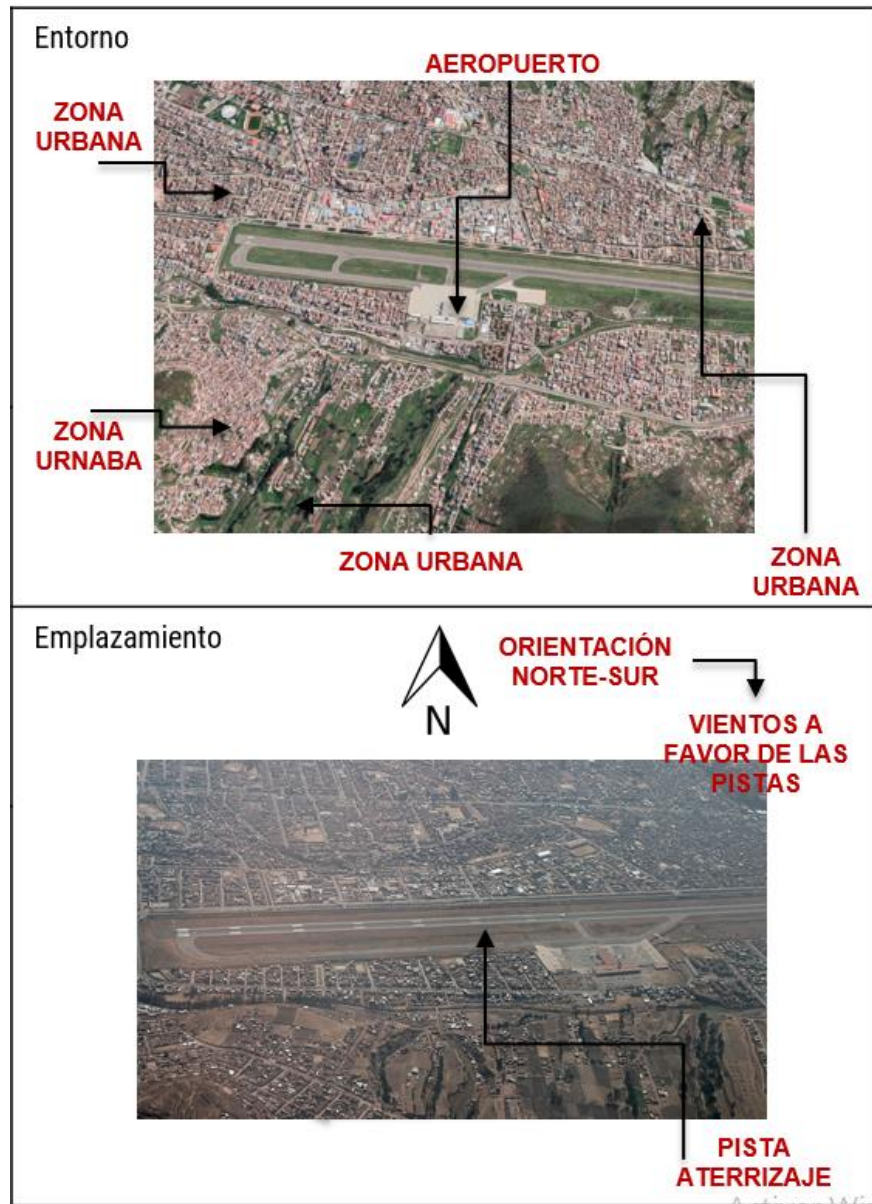 Entorno
AEROPUERTO
ZONA
URBANA
ZONA
URNABA
ZONA URBANA
ZONA
URBANA
Emplazamiento
N
ORIENTACIÓN
NORTE-SUR
VIENTOS A
FAVOR DE LAS
PISTAS
PISTA
ATERRIZAJE